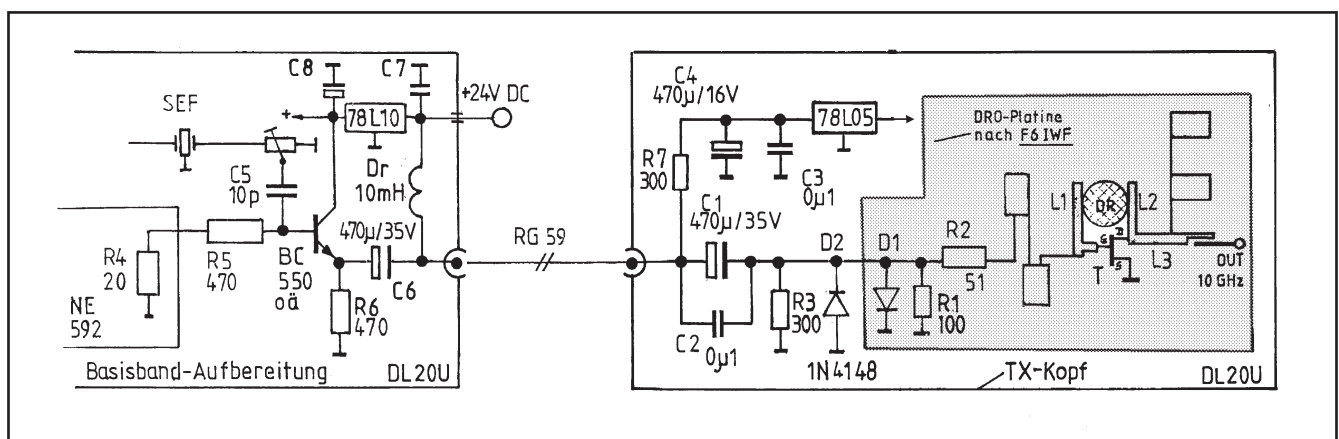 C8
C7
+24V DC
SEF
+
78L10
C5
10p
Dr
10mH
470µ/35V
R4
20
R5
470
BC
550
oä
C6
R6
470
NE
592
Basisband-Aufbereitung
DL20U
RG 59
C4
470µ/16V
78L05
R7
300
C3
0µ1
C1
470µ/35V
C2
0µ1
R3
300
D2
1N4148
D1
R1
100
R2
51
DRO-Platine
nach F6IWF
L1
DR
L2
G
D
S
T
L3
OUT
10 GHz
TX-Kopf
DL20U